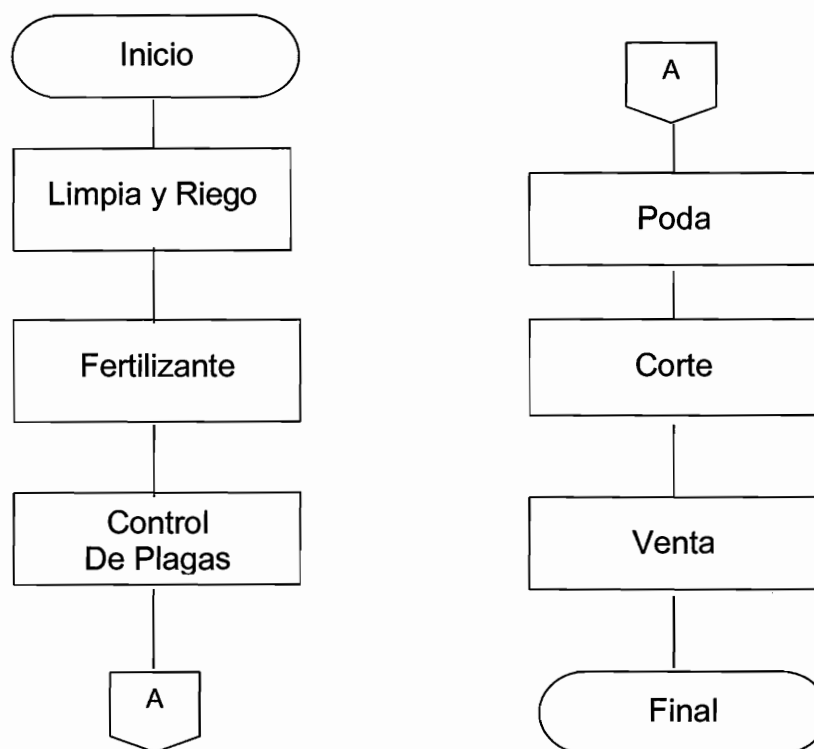 Inicio
Limpia y Riego
Fertilizante
Control
De Plagas
A
A
Poda
Corte
Venta
Final